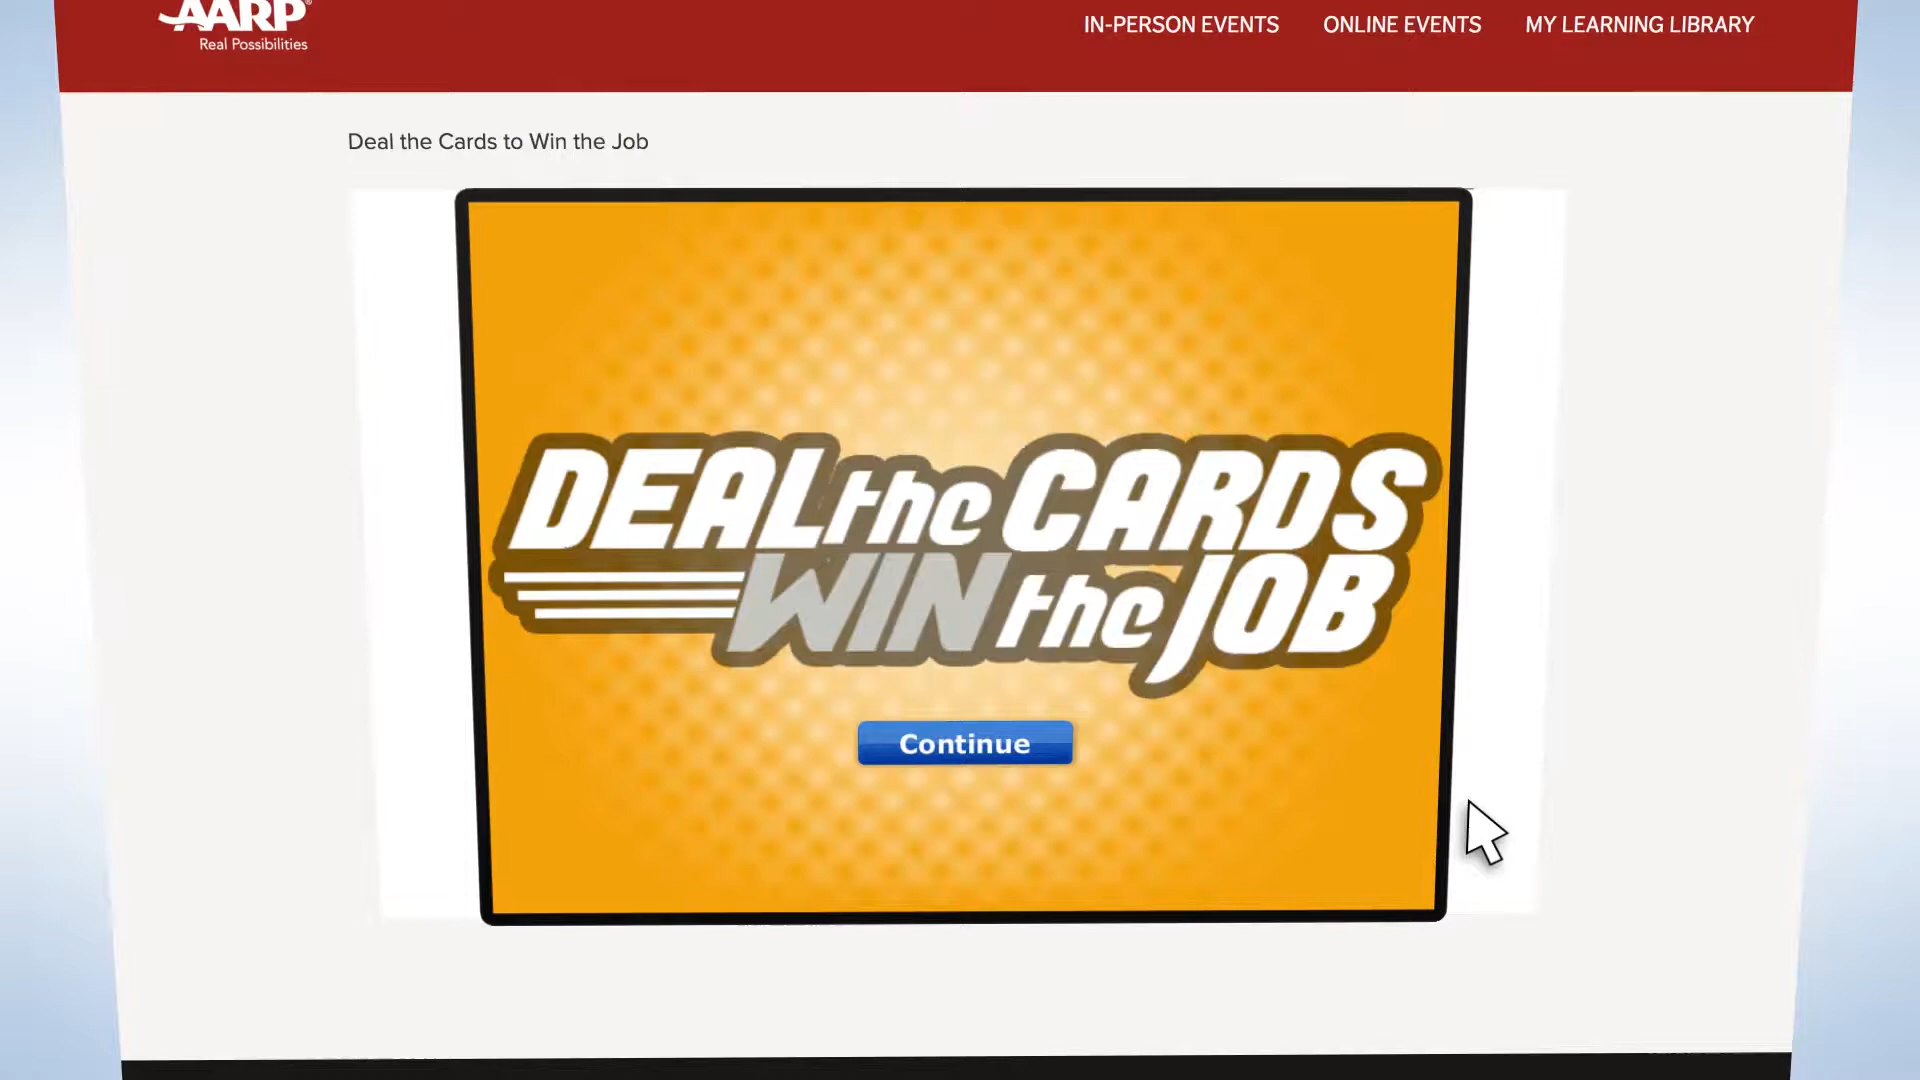 AARP®
Real Possibilities
IN-PERSON EVENTS ONLINE EVENTS MY LEARNING LIBRARY
Deal the Cards to Win the Job
DEAL the CARDS
WIN the JOB
Continue